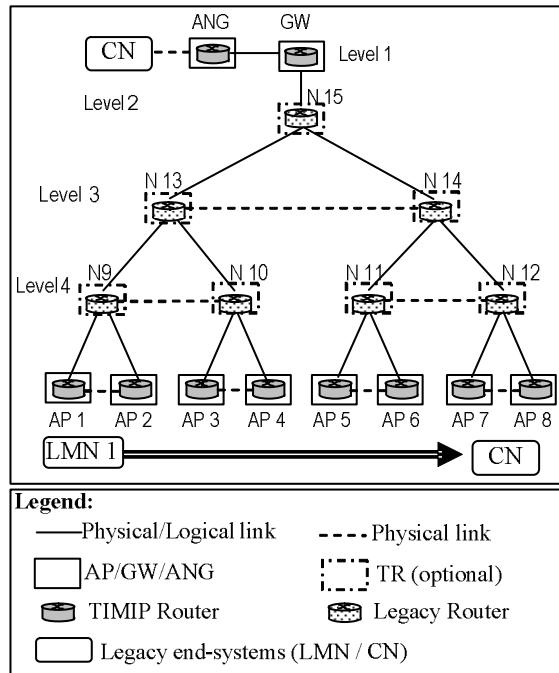 ANG GW
CN
Level 1
N 15
Level 2
N 13 N 14
Level 3
N9 N 10 N 11 N 12
Level 4
AP 1 AP 2 AP 3 AP 4 AP 5 AP 6 AP 7 AP 8
LMN 1 CN
Legend:
Physical/Logical link Physical link
AP/GW/ANG TR (optional)
TIMIP Router Legacy Router
Legacy end-systems (LMN / CN)